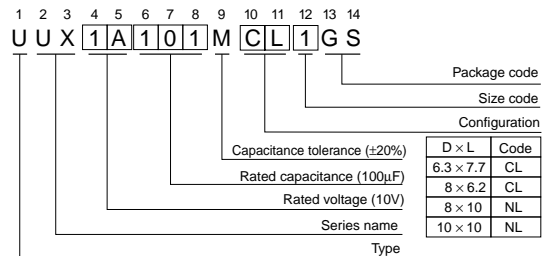 1 2 3 4 5 6 7 8 9 10 11 12 13 14
U U X 1 A 1 0 1 M C L 1 G S
Package code
Size code
Configuration
Capacitance tolerance (±20%)
Rated capacitance (100µF)
Rated voltage (10V)
Series name
Type
D × L Code
6.3 × 7.7 CL
8 × 6.2 CL
8 × 10 NL
10 × 10 NL